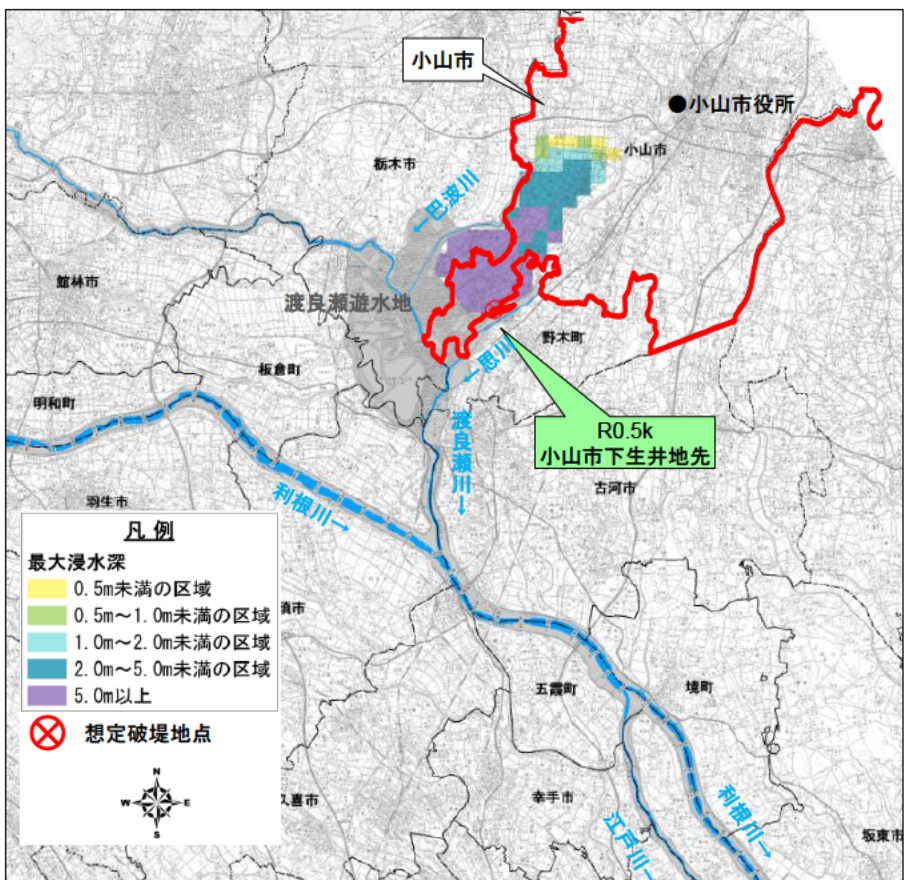 小山市
●小山市役所
小山市
栃木市
←巴波川
館林市
渡良瀬遊水地
野木町
←思川
板倉町
明和町
R0.5k
小山市下生井地先
渡良瀬川→
古河市
利根川→
羽生市
凡例
最大浸水深
0.5m未満の区域
0.5m～1.0m未満の区域
1.0m～2.0m未満の区域
2.0m～5.0m未満の区域
5.0m以上
想定破堤地点
須市
五霞町
境町
N
W
E
S
久喜市
幸手市
利根川→
江戸川→
坂東市